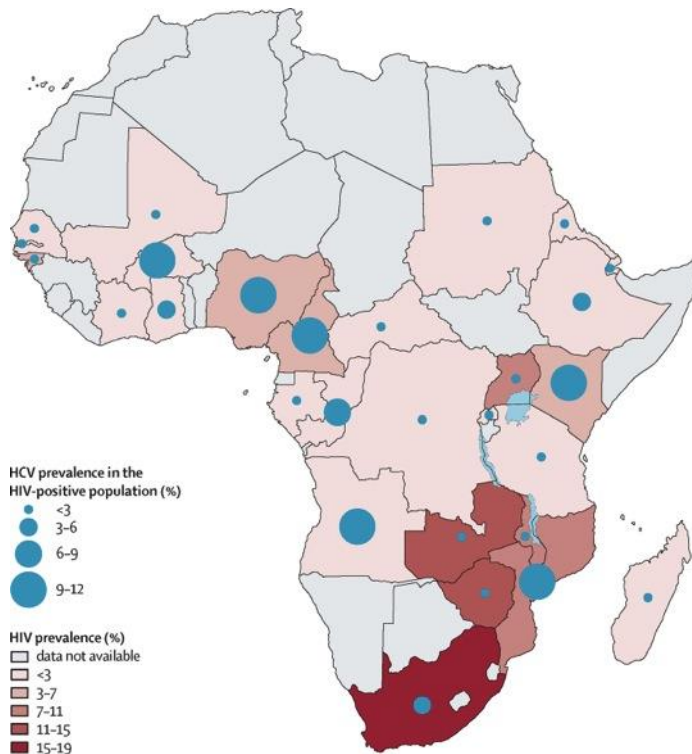 HCV prevalence in the
HIV-positive population (%)
<3
3–6
6–9
9–12
HIV prevalence (%)
data not available
<3
3–7
7–11
11–15
15–19